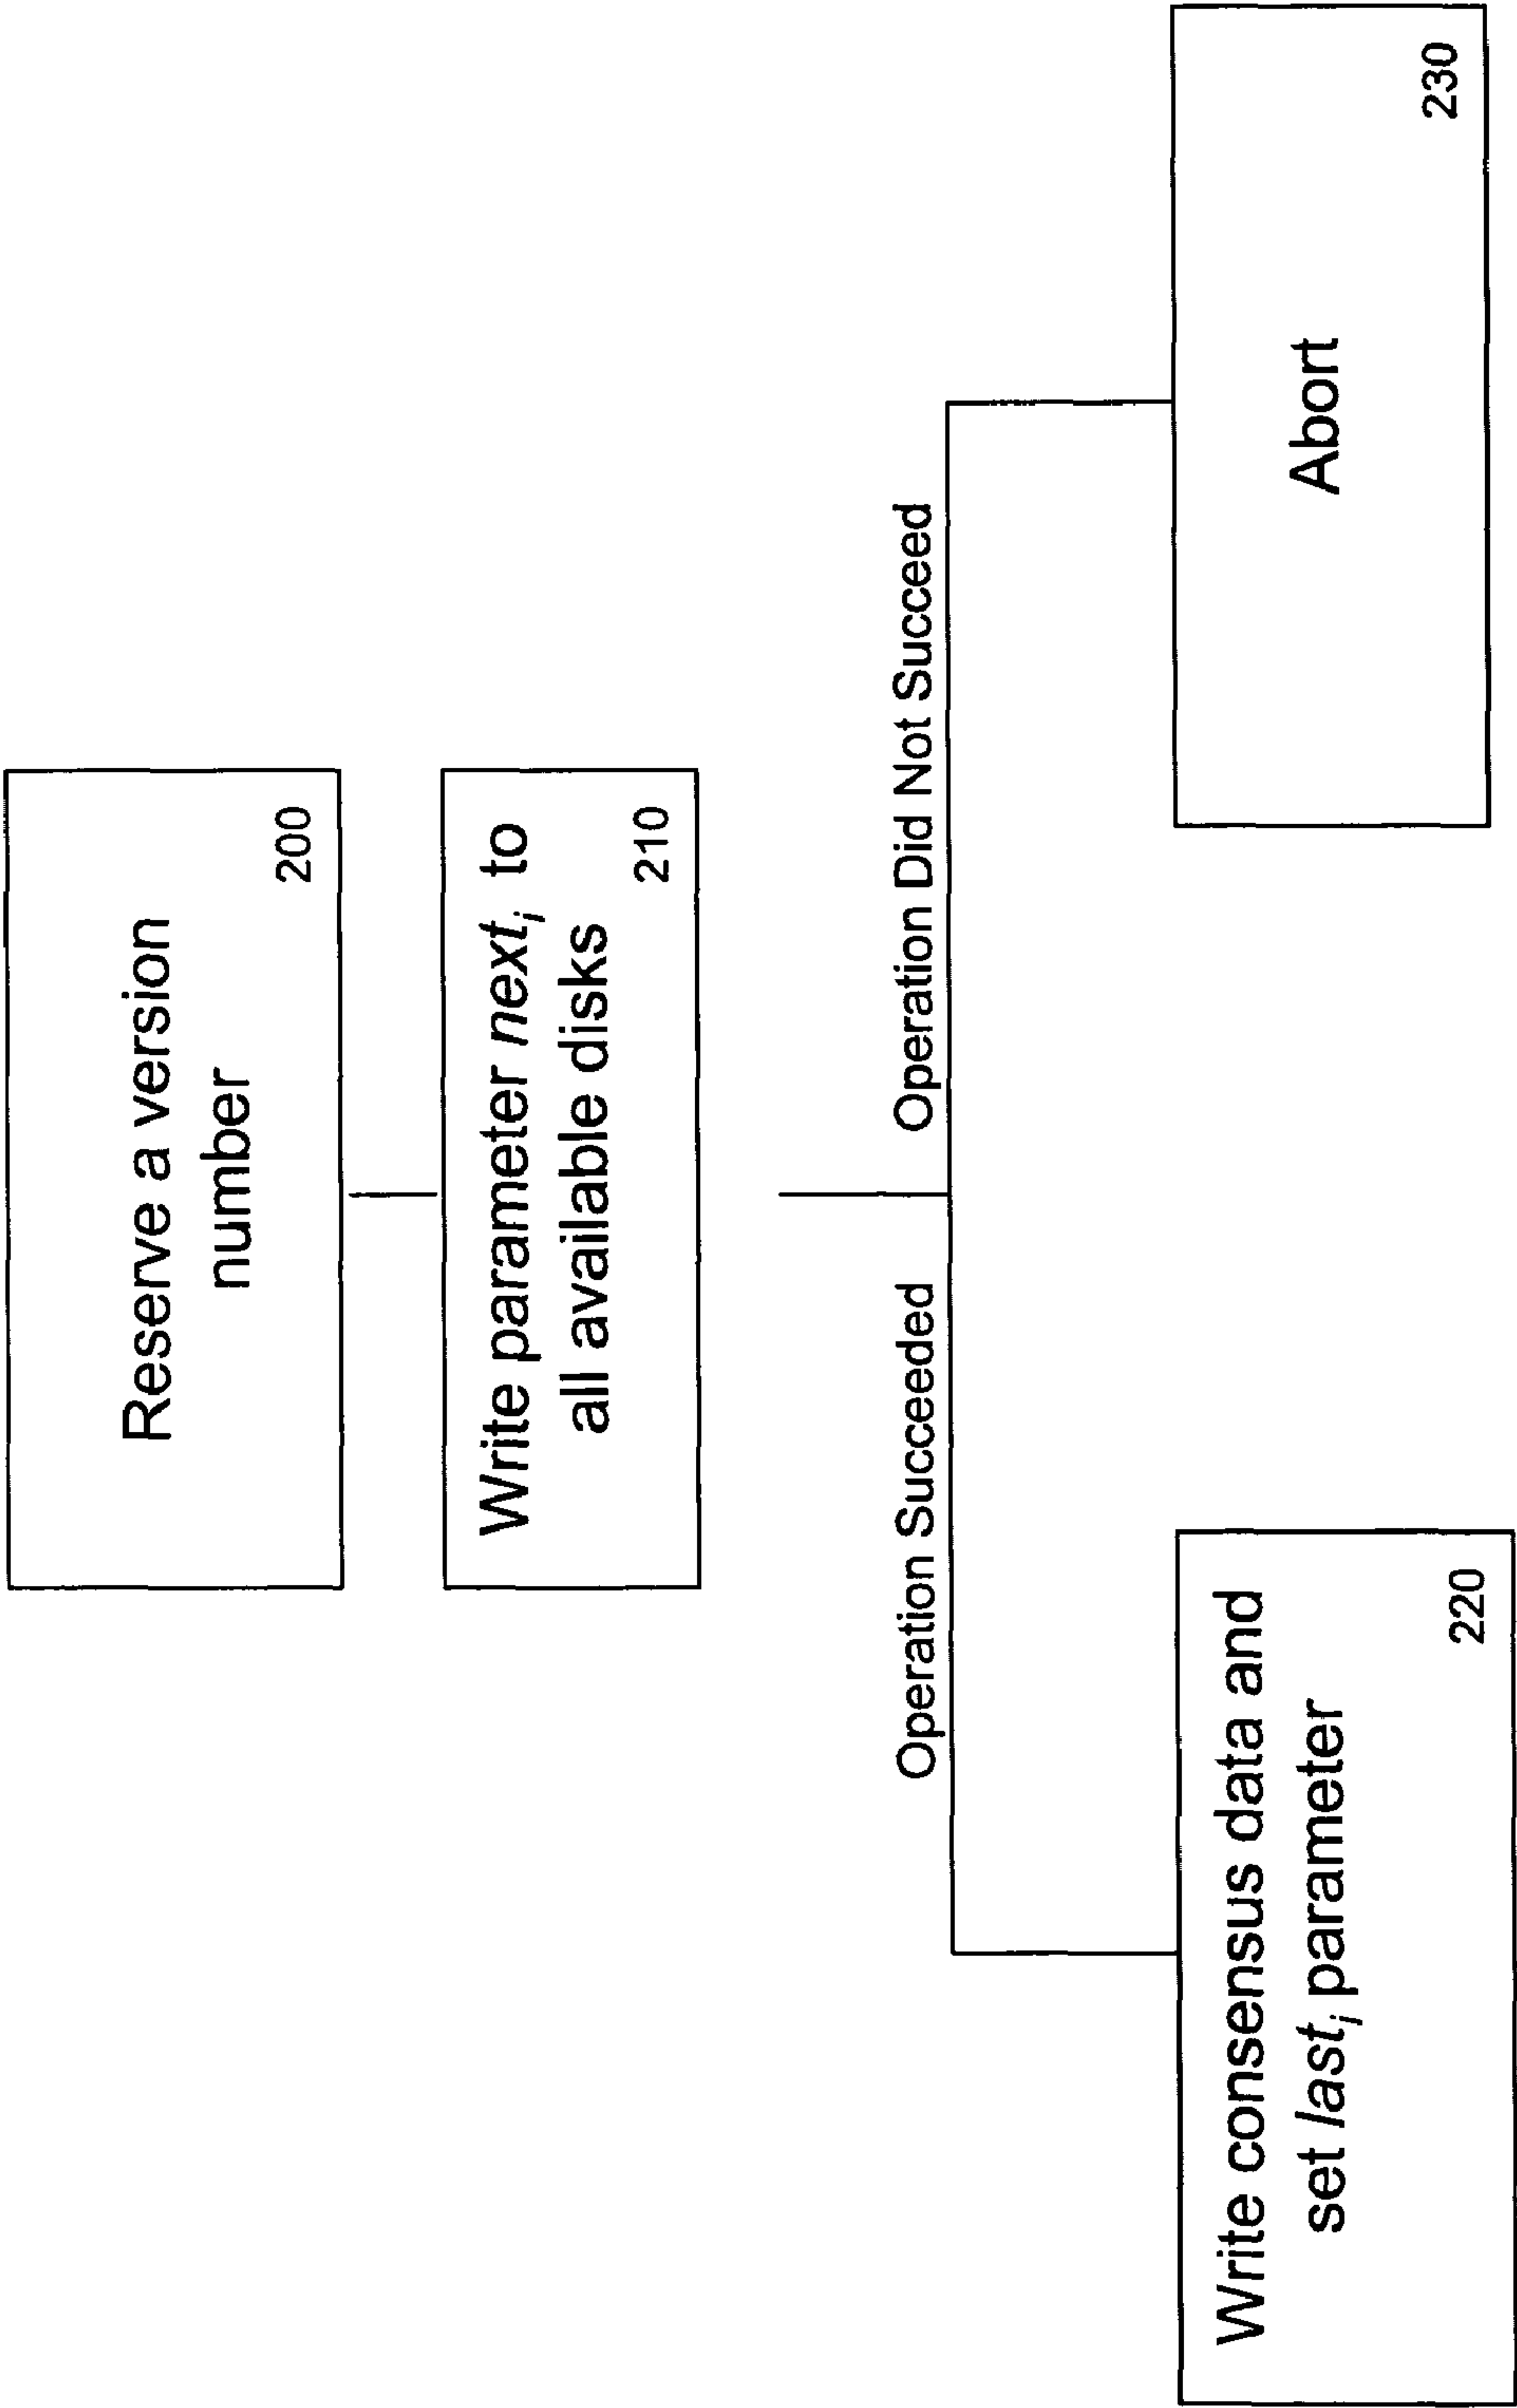 Reserve a version
number
200
Write parameter next_i to
all available disks
210
Operation Succeeded
Operation Did Not Succeed
Write consensus data and
set last_i parameter
220
Abort
230